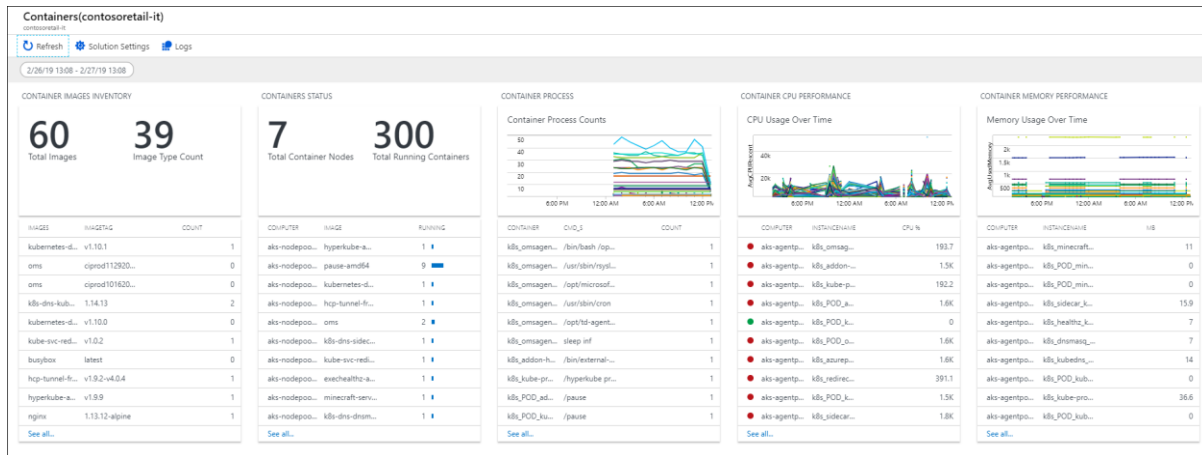 Containers(contosoretail-it)
contosoretail-it
Refresh Solution Settings Logs
2/26/19 13:08 - 2/27/19 13:08
CONTAINER IMAGES INVENTORY
60 39
Total Images Image Type Count
IMAGES IMAGETAG COUNT
kubernetes-d... v1.10.1 1
oms ciprod112920... 0
oms ciprod101620... 0
k8s-dns-kub... 1.14.13 2
kubernetes-d... v1.10.0 0
kube-svc-red... v1.0.2 1
busybox latest 0
hcp-tunnel-fr... v1.9.2-v4.0.4 1
hyperkube-a... v1.9.9 1
nginx 1.13.12-alpine 1
See all...
CONTAINERS STATUS
7 300
Total Container Nodes Total Running Containers
COMPUTER IMAGE RUNNING
aks-nodepoo... hyperkube-a... 1
aks-nodepoo... pause-amd64 9
aks-nodepoo... kubernetes-d... 1
aks-nodepoo... hcp-tunnel-fr... 1
aks-nodepoo... oms 2
aks-nodepoo... k8s-dns-sidec... 1
aks-nodepoo... kube-svc-redi... 1
aks-nodepoo... exechealthz-a... 1
aks-nodepoo... minecraft-serv... 1
aks-nodepoo... k8s-dns-dnsm... 1
See all...
CONTAINER PROCESS
Container Process Counts
50
40
30
20
10
6:00 PM 12:00 AM 6:00 AM 12:00 P
CONTAINER CMD_S COUNT
k8s_omsagen... /bin/bash /op... 1
k8s_omsagen... /usr/sbin/rsysl... 1
k8s_omsagen... /opt/microsof... 1
k8s_omsagen... /usr/sbin/cron 1
k8s_omsagen... /opt/td-agent... 1
k8s_omsagen... sleep inf 1
k8s_addon-h... /bin/external-... 1
k8s_kube-pr... /hyperkube pr... 1
k8s_POD_ad... /pause 1
k8s_POD_ku... /pause 1
See all...
CONTAINER CPU PERFORMANCE
CPU Usage Over Time
AvgCPUPercent
40k
20k
6:00 PM 12:00 AM 6:00 AM 12:00 P
COMPUTER INSTANCENAME CPU %
aks-agentpo... k8s_omsag... 193.7
aks-agentpo... k8s_addon-... 1.5K
aks-agentpo... k8s_kube-p... 192.2
aks-agentpo... k8s_POD_a... 1.6K
aks-agentpo... k8s_POD_k... 0
aks-agentpo... k8s_POD_o... 1.6K
aks-agentpo... k8s_azurep... 1.6K
aks-agentpo... k8s_redirec... 391.1
aks-agentpo... k8s_POD_k... 1.5K
aks-agentpo... k8s_sidecar... 1.8K
See all...
CONTAINER MEMORY PERFORMANCE
Memory Usage Over Time
AvgUsedMemory
2k
1.5k
1k
500
6:00 PM 12:00 AM 6:00 AM 12:00 P
COMPUTER INSTANCENAME MB
aks-agentpo... k8s_minecraft... 11
aks-agentpo... k8s_POD_min... 0
aks-agentpo... k8s_POD_min... 0
aks-agentpo... k8s_sidecar_k... 15.9
aks-agentpo... k8s_healthz_k... 7
aks-agentpo... k8s_dnsmasq_... 7
aks-agentpo... k8s_kubedns_... 14
aks-agentpo... k8s_POD_kub... 0
aks-agentpo... k8s_kube-pro... 36.6
aks-agentpo... k8s_POD_kub... 0
See all...